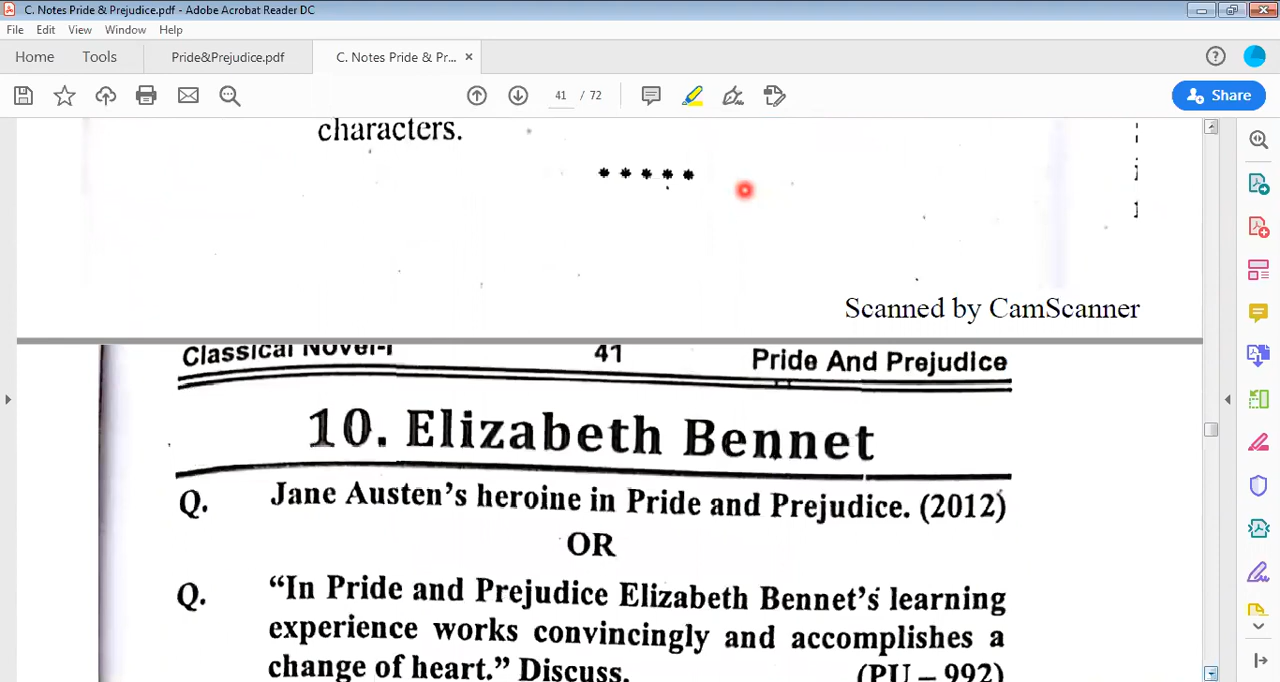 C. Notes Pride & Prejudice.pdf - Adobe Acrobat Reader DC
File Edit View Window Help
Home Tools Pride&Prejudice.pdf C. Notes Pride & Pr... ×
41 / 72
Share
characters.
*****
Scanned by CamScanner
Classical Novel-I 41 Pride And Prejudice
10. Elizabeth Bennet
Q. Jane Austen's heroine in Pride and Prejudice. (2012)
OR
Q. “In Pride and Prejudice Elizabeth Bennet's learning
experience works convincingly and accomplishes a
change of heart.” Discuss. (PU – 992)